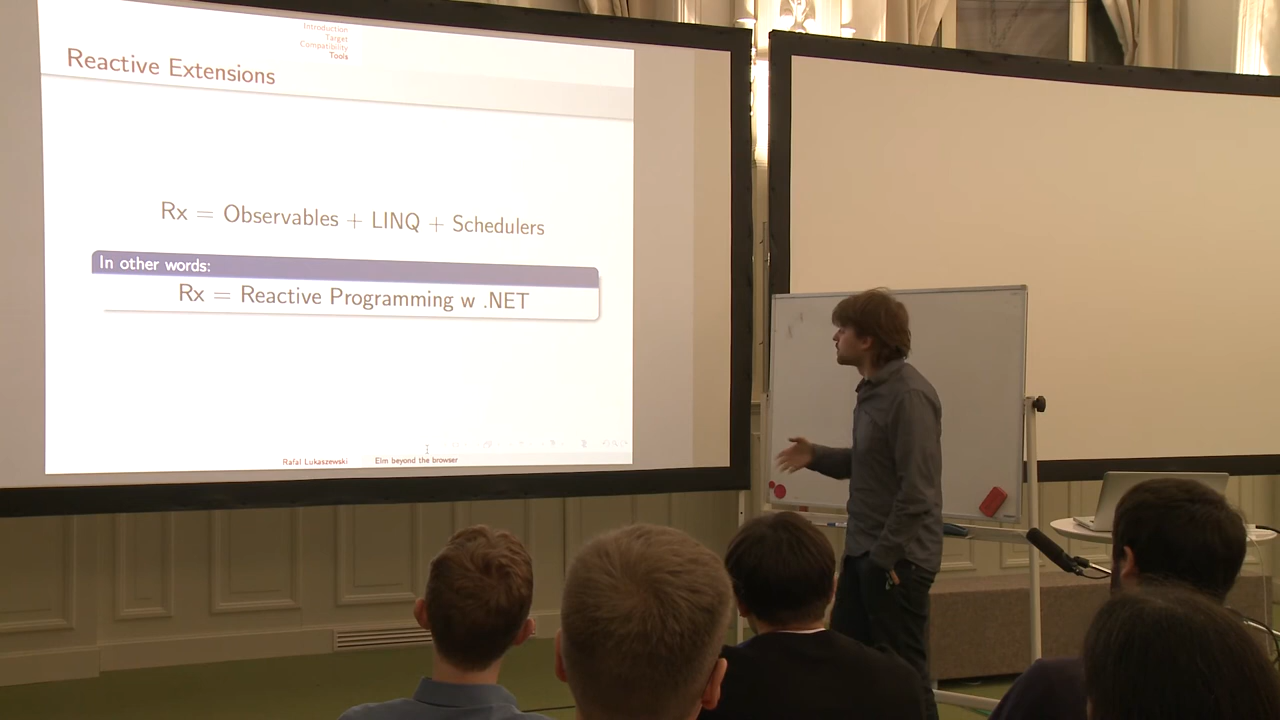 Introduction
Target
Compatibility
Tools
Reactive Extensions
Rx = Observables + LINQ + Schedulers
In other words:
Rx = Reactive Programming w .NET
Rafał Lukaszewski
Elm beyond the browser